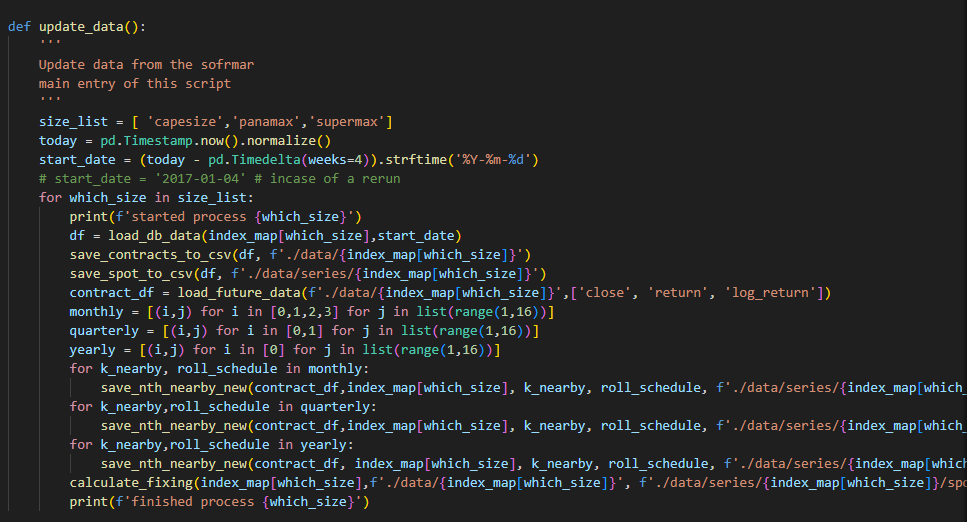 def update_data():
    '''
    Update data from the sofrmar
    main entry of this script
    '''
    size_list = [ 'capesize','panamax','supermax']
    today = pd.Timestamp.now().normalize()
    start_date = (today - pd.Timedelta(weeks=4)).strftime('%Y-%m-%d')
    # start_date = '2017-01-04' # incase of a rerun
    for which_size in size_list:
        print(f'started process {which_size}')
        df = load_db_data(index_map[which_size],start_date)
        save_contracts_to_csv(df, f'./data/{index_map[which_size]}')
        save_spot_to_csv(df, f'./data/series/{index_map[which_size]}')
        contract_df = load_future_data(f'./data/{index_map[which_size]}',['close', 'return', 'log_return'])
        monthly = [(i,j) for i in [0,1,2,3] for j in list(range(1,16))]
        quarterly = [(i,j) for i in [0,1] for j in list(range(1,16))]
        yearly = [(i,j) for i in [0] for j in list(range(1,16))]
        for k_nearby, roll_schedule in monthly:
            save_nth_nearby_new(contract_df,index_map[which_size], k_nearby, roll_schedule, f'./data/series/{index_map[which_
        for k_nearby,roll_schedule in quarterly:
            save_nth_nearby_new(contract_df,index_map[which_size], k_nearby, roll_schedule, f'./data/series/{index_map[which_
        for k_nearby,roll_schedule in yearly:
            save_nth_nearby_new(contract_df, index_map[which_size], k_nearby, roll_schedule, f'./data/series/{index_map[which
        calculate_fixing(index_map[which_size],f'./data/{index_map[which_size]}', f'./data/series/{index_map[which_size]}/spo
        print(f'finished process {which_size}')